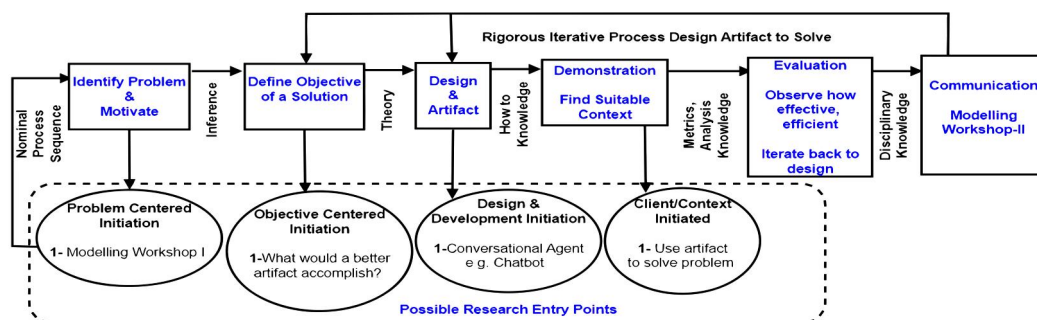 Rigorous Iterative Process Design Artifact to Solve
Nominal
Process
Sequence
Identify Problem
&
Motivate
Inference
Define Objective
of a Solution
Theory
Design
&
Artifact
How to
Knowledge
Demonstration
Find Suitable
Context
Metrics,
Analysis
Knowledge
Evaluation
Observe how
effective,
efficient
Iterate back to
design
Disciplinary
Knowledge
Communication
Modelling
Workshop-II
Problem Centered
Initiation
1- Modelling Workshop I
Objective Centered
Initiation
1-What would a better
artifact accomplish?
Design &
Development Initiation
1-Conversational Agent
e g. Chatbot
Client/Context
Initiated
1- Use artifact
to solve problem
Possible Research Entry Points